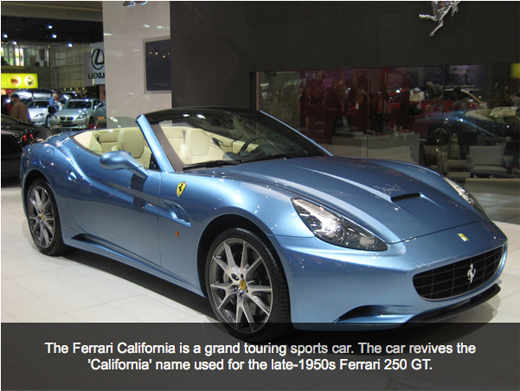 LEXUS
The Ferrari California is a grand touring sports car. The car revives the
'California' name used for the late-1950s Ferrari 250 GT.